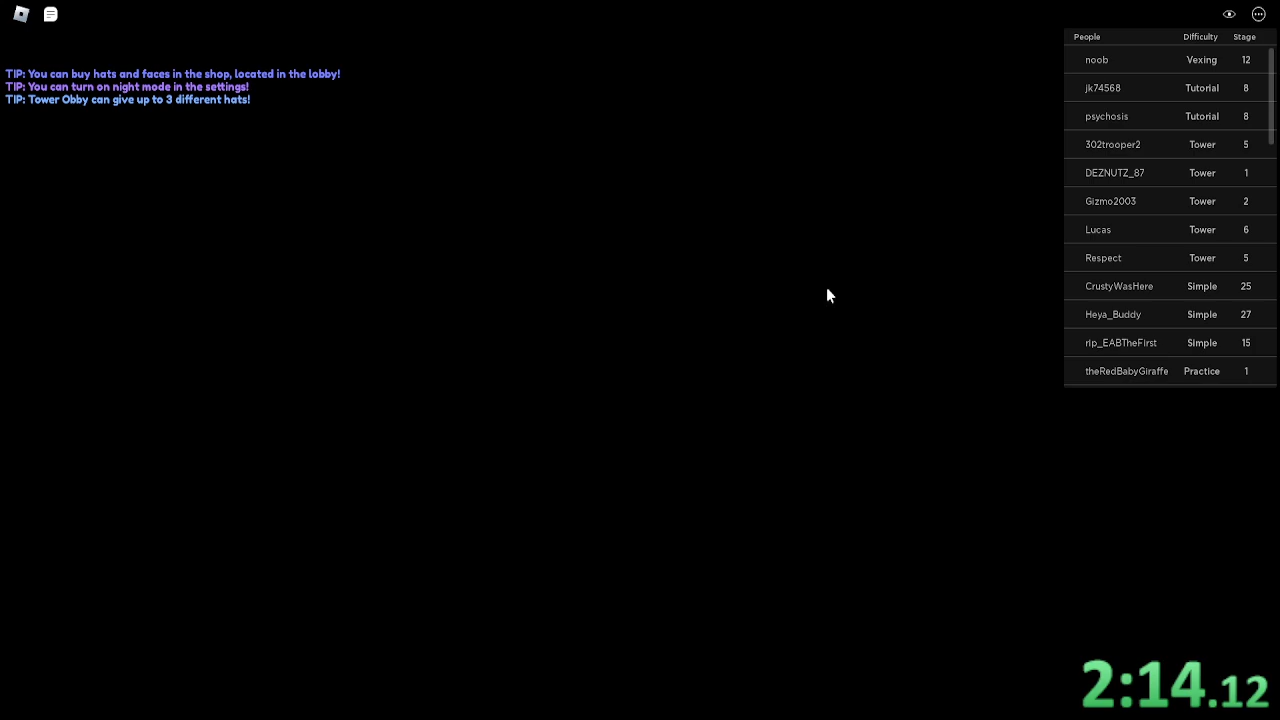 People Difficulty Stage
noob Vexing 12
TIP: You can buy hats and faces in the shop, located in the lobby!
TIP: You can turn on night mode in the settings!
jk74568 Tutorial 8
TIP: Tower Obby can give up to 3 different hats!
psychosis Tutorial 8
302trooper2 Tower 5
DEZNUTZ_87 Tower 1
Gizmo2003 Tower 2
Lucas Tower 6
Respect Tower 5
CrustyWasHere Simple 25
Heya_Buddy Simple 27
rip_EABTheFirst Simple 15
theRedBabyGiraffe Practice 1
2:14.12